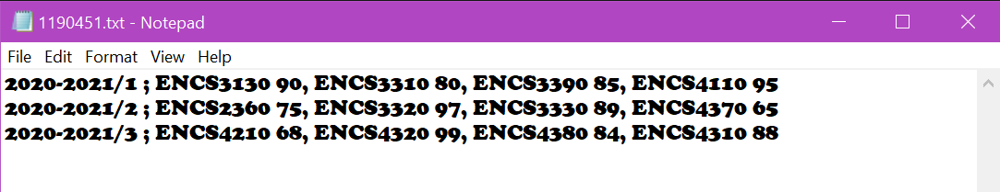 1190451.txt - Notepad
File Edit Format View Help
2020-2021/1 ; ENCS3130 90, ENCS3310 80, ENCS3390 85, ENCS4110 95
2020-2021/2 ; ENCS2360 75, ENCS3320 97, ENCS3330 89, ENCS4370 65
2020-2021/3 ; ENCS4210 68, ENCS4320 99, ENCS4380 84, ENCS4310 88